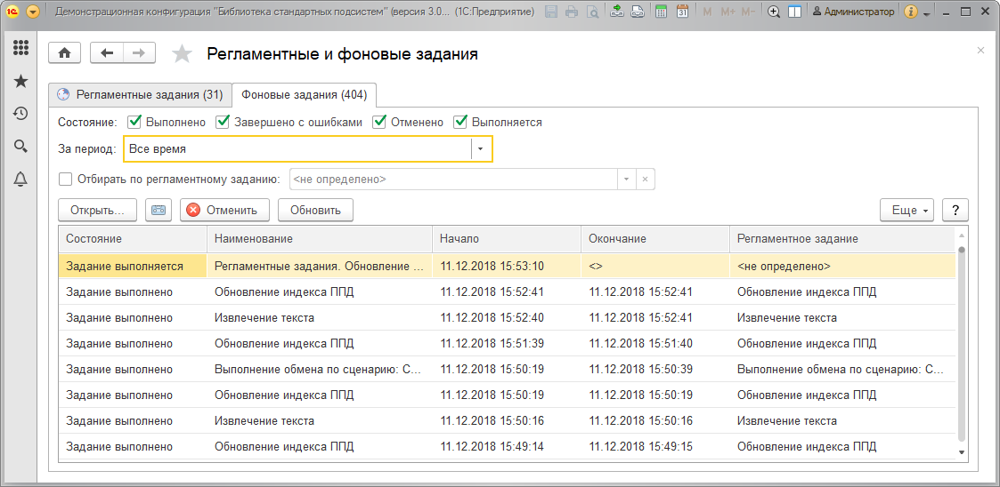 Демонстрационная конфигурация "Библиотека стандартных подсистем" (версия 3.0... (1С:Предприятие) M M+ M- Администратор
Регламентные и фоновые задания
Регламентные задания (31) Фоновые задания (404)
Состояние: Выполнено Завершено с ошибками Отменено Выполняется
За период: Все время
Отбирать по регламентному заданию: <не определено>
Открыть... Отменить Обновить Еще ?
Состояние Наименование Начало Окончание Регламентное задание
Задание выполняется Регламентные задания. Обновление ... 11.12.2018 15:53:10 <> <не определено>
Задание выполнено Обновление индекса ППД 11.12.2018 15:52:41 11.12.2018 15:52:41 Обновление индекса ППД
Задание выполнено Извлечение текста 11.12.2018 15:52:40 11.12.2018 15:52:41 Извлечение текста
Задание выполнено Обновление индекса ППД 11.12.2018 15:51:39 11.12.2018 15:51:40 Обновление индекса ППД
Задание выполнено Выполнение обмена по сценарию: С... 11.12.2018 15:50:19 11.12.2018 15:50:39 Выполнение обмена по сценарию: С...
Задание выполнено Обновление индекса ППД 11.12.2018 15:50:19 11.12.2018 15:50:19 Обновление индекса ППД
Задание выполнено Извлечение текста 11.12.2018 15:50:16 11.12.2018 15:50:16 Извлечение текста
Задание выполнено Обновление индекса ППД 11.12.2018 15:49:14 11.12.2018 15:49:15 Обновление индекса ППД